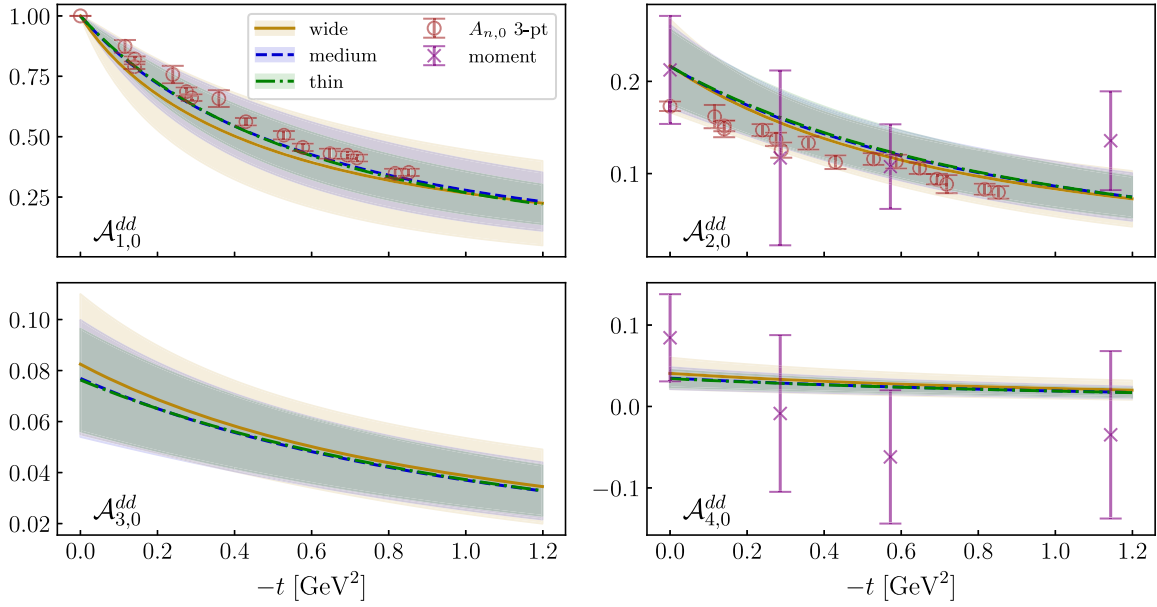 1.00
0.75
0.50
0.25
wide
medium
thin
A_{n,0} 3-pt
moment
𝒜^{dd}_{1,0}
0.2
0.1
𝒜^{dd}_{2,0}
0.10
0.08
0.06
0.04
0.02
𝒜^{dd}_{3,0}
0.0 0.2 0.4 0.6 0.8 1.0 1.2
−t [GeV²]
0.1
0.0
−0.1
𝒜^{dd}_{4,0}
0.0 0.2 0.4 0.6 0.8 1.0 1.2
−t [GeV²]